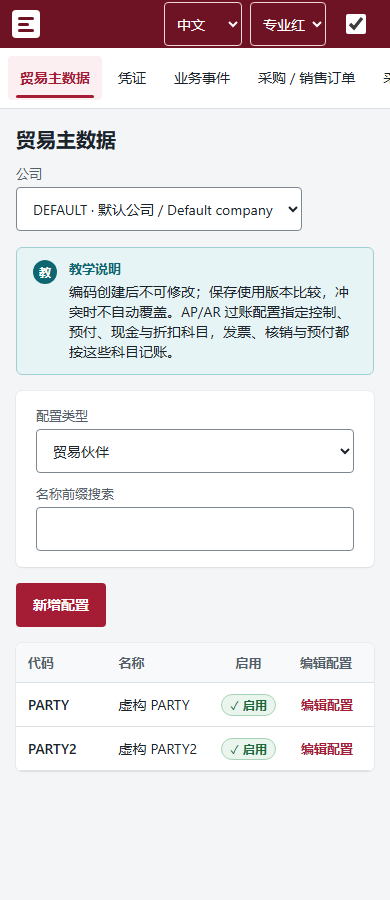 中文 专业红
贸易主数据 凭证 业务事件 采购 / 销售订单
贸易主数据
公司
DEFAULT · 默认公司 / Default company
教 教学说明
编码创建后不可修改；保存使用版本比较，冲
突时不自动覆盖。AP/AR 过账配置指定控制、
预付、现金与折扣科目，发票、核销与预付都
按这些科目记账。
配置类型
贸易伙伴
名称前缀搜索
新增配置
代码 名称 启用 编辑配置
PARTY 虚构 PARTY ✓ 启用 编辑配置
PARTY2 虚构 PARTY2 ✓ 启用 编辑配置